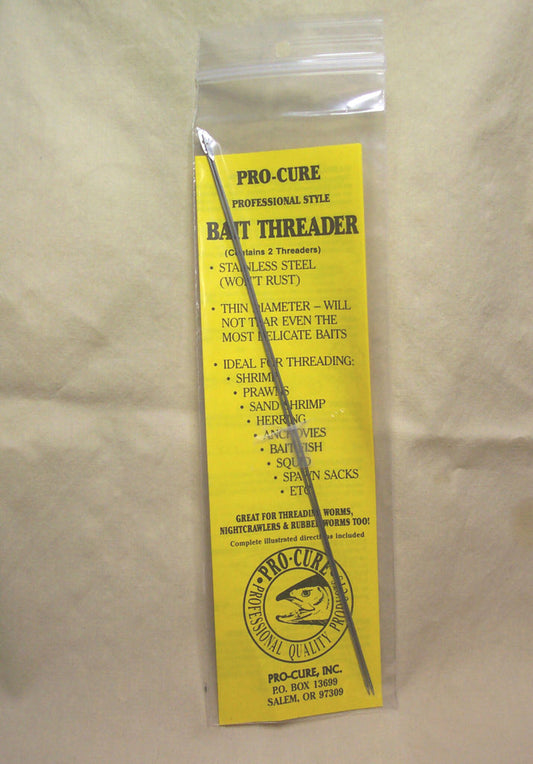 PRO-CURE
PROFESSIONAL STYLE
BAIT THREADER
(Contains 2 Threaders)
• STAINLESS STEEL
(WON'T RUST)
• THIN DIAMETER – WILL
NOT TEAR EVEN THE
MOST DELICATE BAITS
• IDEAL FOR THREADING:
• SHRIMP
• PRAWNS
• SAND SHRIMP
• HERRING
• ANCHOVIES
• BAITFISH
• SQUID
• SPAWN SACKS
• ETC.
GREAT FOR THREADING WORMS,
NIGHTCRAWLERS & RUBBER WORMS TOO!
Complete illustrated directions included
• PRO-CURE •
PROFESSIONAL QUALITY PRODUCTS
PRO-CURE, INC.
P.O. BOX 13699
SALEM, OR 97309